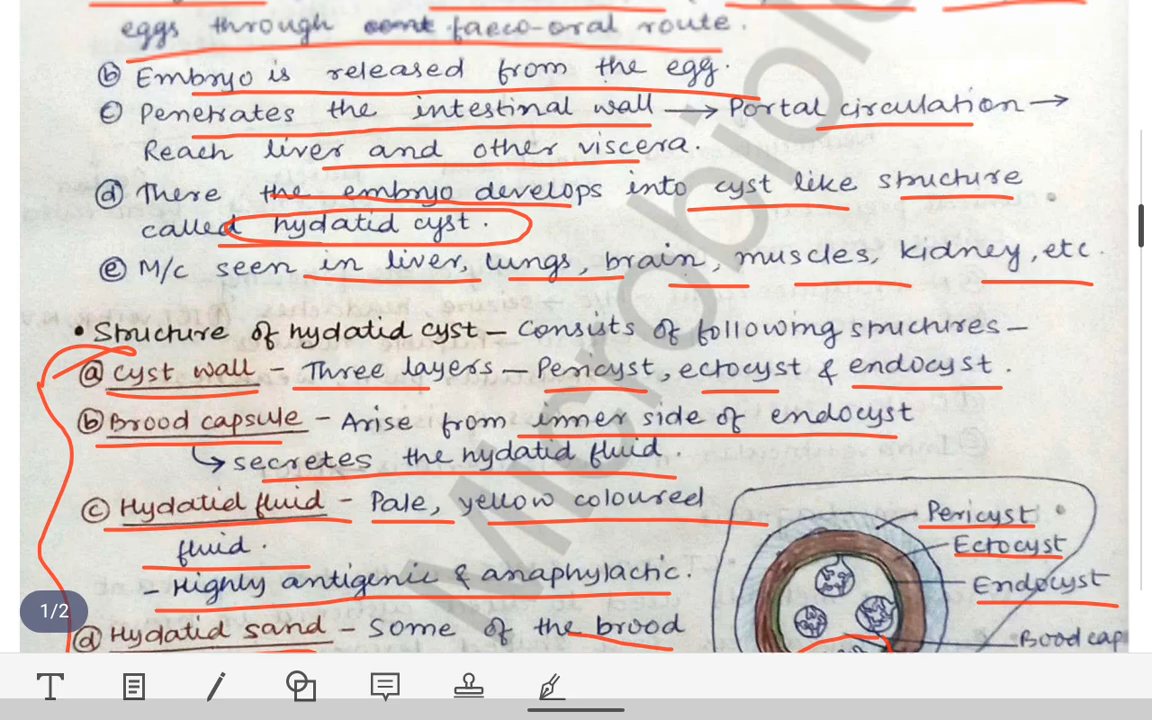 eggs through faeco-oral route.
ⓑ Embryo is released from the egg.
ⓒ Penetrates the intestinal wall → Portal circulation →
Reach liver and other viscera.
ⓓ There the embryo develops into cyst like structure
called hydatid cyst.
ⓔ M/c seen in liver, lungs, brain, muscles, kidney, etc.
• Structure of hydatid cyst – Consists of following structures –
ⓐ Cyst wall – Three layers – Pericyst, ectocyst & endocyst.
ⓑ Brood capsule – Arise from inner side of endocyst
↳ secretes the hydatid fluid.
ⓒ Hydatid fluid – Pale, yellow coloured
fluid.
– Highly antigenic & anaphylactic.
ⓓ Hydatid sand – Some of the brood
Pericyst
Ectocyst
Endocyst
Bood cap
Microbiol
1/2
T